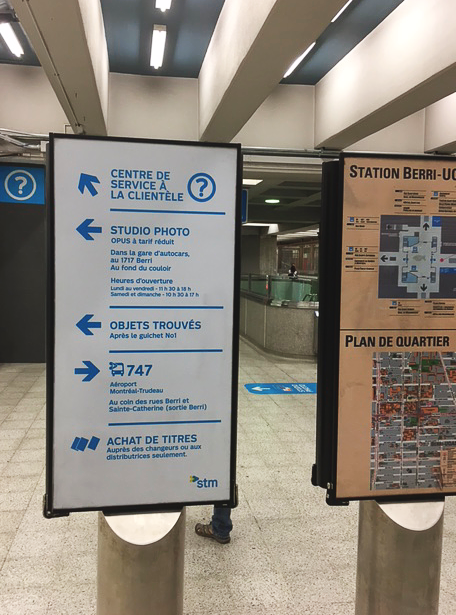 CENTRE DE
SERVICE À
LA CLIENTÈLE
?
STUDIO PHOTO
OPUS à tarif réduit
Dans la gare d'autocars,
au 1717 Berri
Au fond du couloir
Heures d'ouverture
Lundi au vendredi - 11 h 30 à 18 h
Samedi et dimanche - 10 h 30 à 17 h
OBJETS TROUVÉS
Après le guichet No1
747
Aéroport
Montréal-Trudeau
Au coin des rues Berri et
Sainte-Catherine (sortie Berri)
ACHAT DE TITRES
Auprès des changeurs ou aux
distributrices seulement.
stm
?
STATION BERRI-UQ
PLAN DE QUARTIER